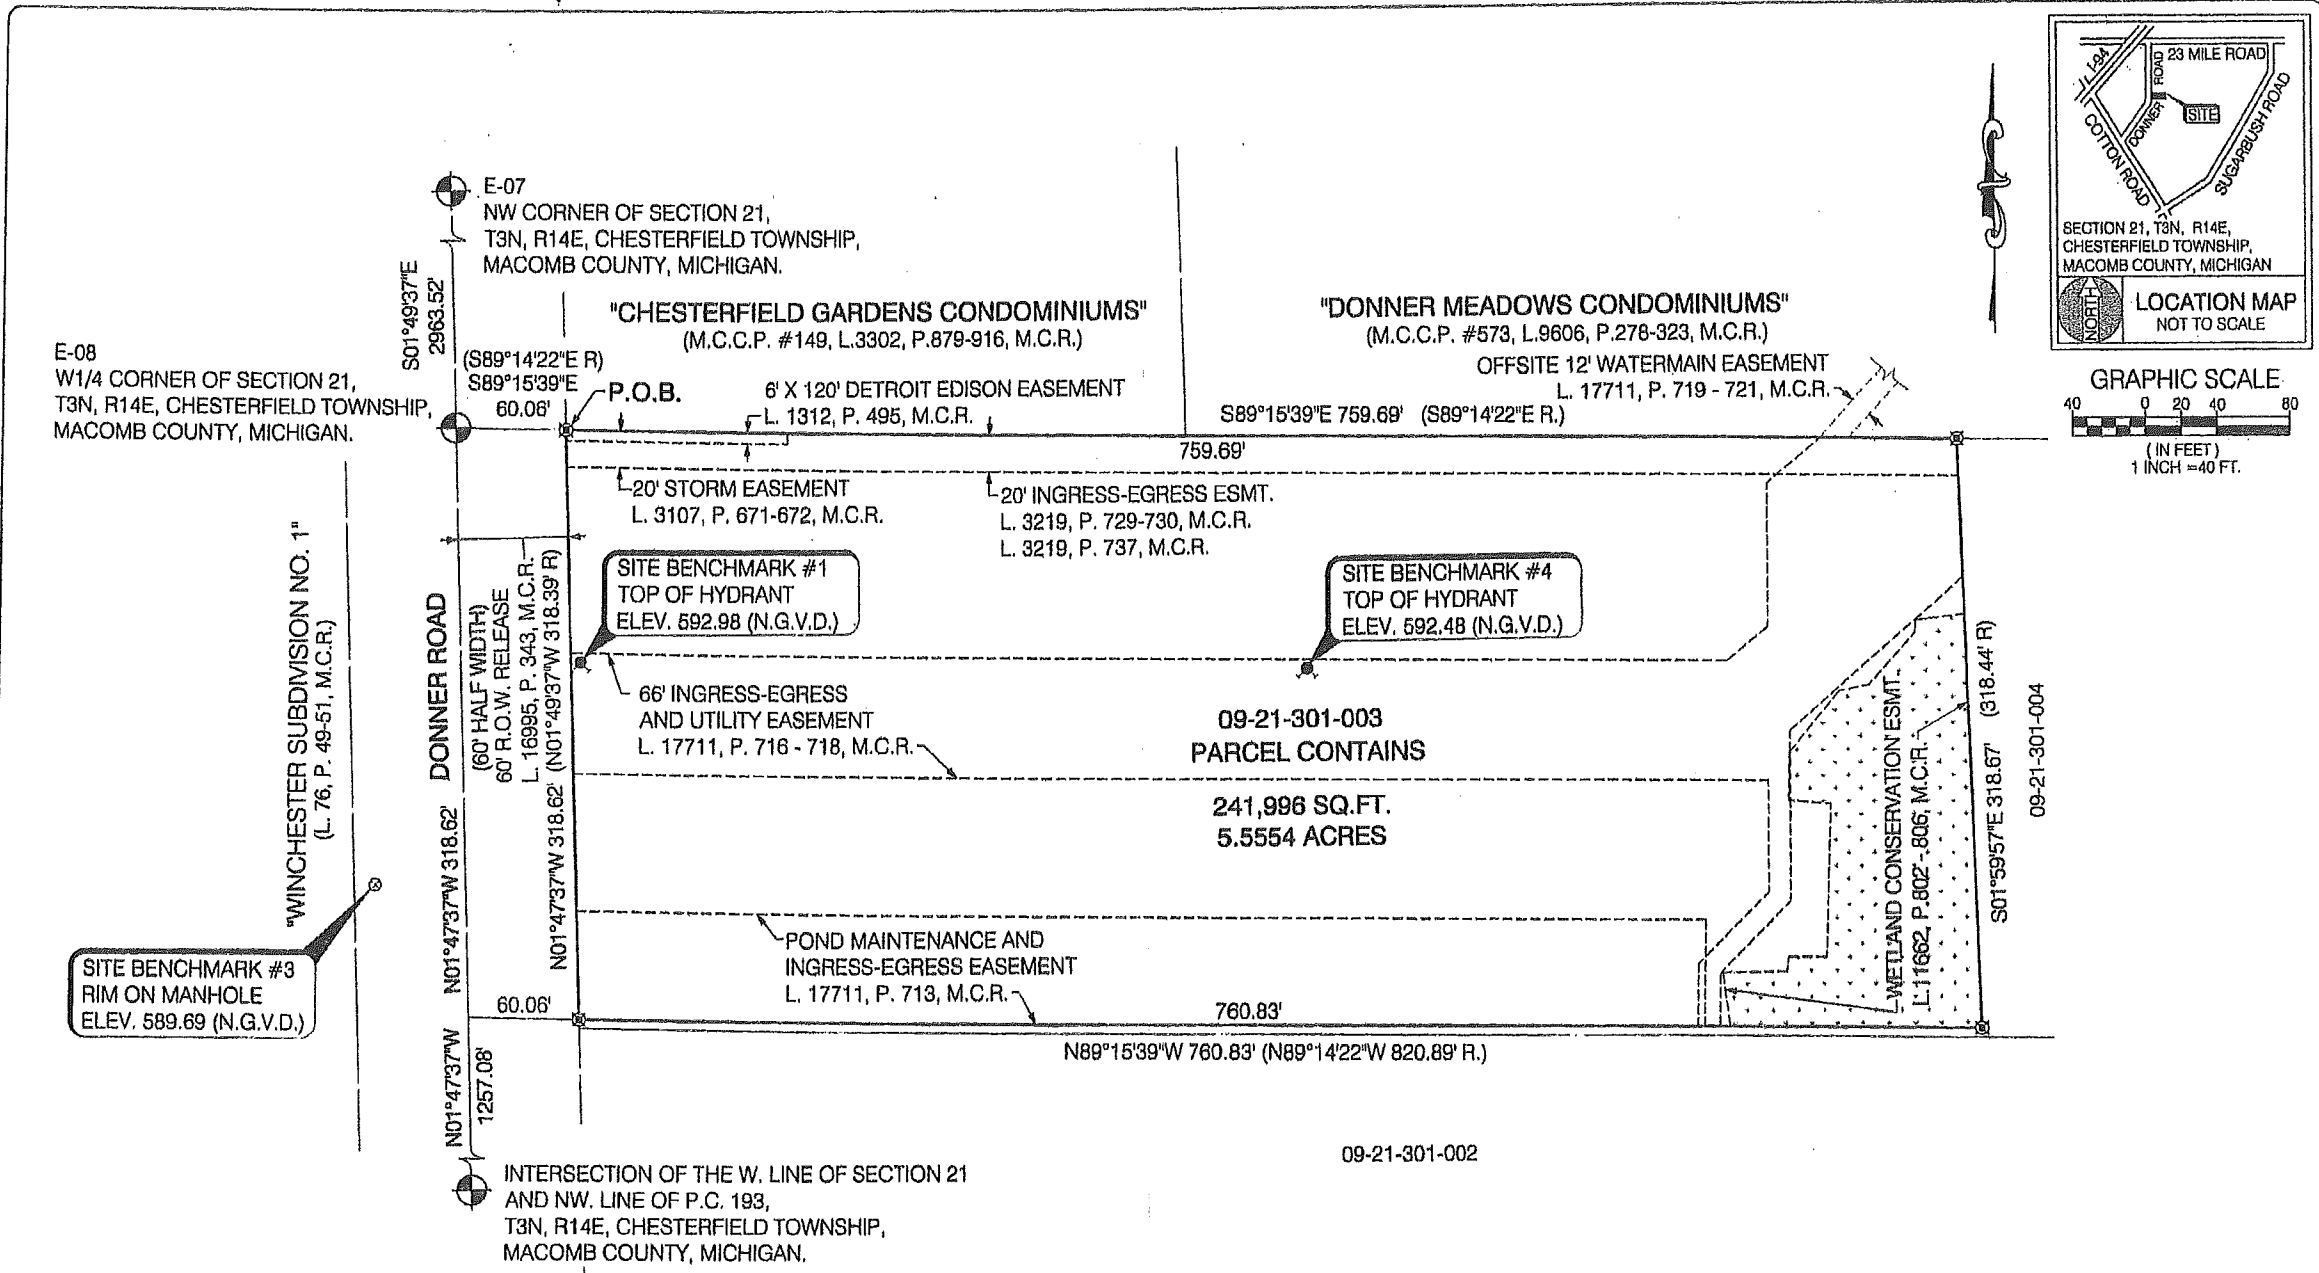 E-07
NW CORNER OF SECTION 21,
T3N, R14E, CHESTERFIELD TOWNSHIP,
MACOMB COUNTY, MICHIGAN.
S01°49'37"E
2963.52'
E-08
W1/4 CORNER OF SECTION 21,
T3N, R14E, CHESTERFIELD TOWNSHIP,
MACOMB COUNTY, MICHIGAN.
(S89°14'22"E R)
S89°15'39"E
60.06'
P.O.B.
"CHESTERFIELD GARDENS CONDOMINIUMS"
(M.C.C.P. #149, L.3302, P.879-916, M.C.R.)
6' X 120' DETROIT EDISON EASEMENT
L. 1312, P. 495, M.C.R.
"DONNER MEADOWS CONDOMINIUMS"
(M.C.C.P. #573, L.9606, P.278-323, M.C.R.)
OFFSITE 12' WATERMAIN EASEMENT
L. 17711, P. 719 - 721, M.C.R.
S89°15'39"E 759.69' (S89°14'22"E R.)
759.69'
I-94
23 MILE ROAD
DONNER ROAD
SITE
COTTON ROAD
SUGARBUSH ROAD
SECTION 21, T3N, R14E,
CHESTERFIELD TOWNSHIP,
MACOMB COUNTY, MICHIGAN
NORTH
LOCATION MAP
NOT TO SCALE
GRAPHIC SCALE
40 0 20 40 80
( IN FEET )
1 INCH =40 FT.
20' STORM EASEMENT
L. 3107, P. 671-672, M.C.R.
20' INGRESS-EGRESS ESMT.
L. 3219, P. 729-730, M.C.R.
L. 3219, P. 737, M.C.R.
SITE BENCHMARK #1
TOP OF HYDRANT
ELEV. 592.98 (N.G.V.D.)
SITE BENCHMARK #4
TOP OF HYDRANT
ELEV. 592.48 (N.G.V.D.)
"WINCHESTER SUBDIVISION NO. 1"
(L. 76, P. 49-51, M.C.R.)
DONNER ROAD
(60' HALF WIDTH)
60' R.O.W. RELEASE
L. 16995, P. 343, M.C.R.
N01°47'37"W 318.62' (N01°49'37"W 318.39' R)
N01°47'37"W 318.62'
66' INGRESS-EGRESS
AND UTILITY EASEMENT
L. 17711, P. 716 - 718, M.C.R.
09-21-301-003
PARCEL CONTAINS
241,996 SQ.FT.
5.5554 ACRES
WETLAND CONSERVATION ESMT.
L.11662, P.802 - 806, M.C.R.
S01°59'57"E 318.67' (318.44' R)
09-21-301-004
SITE BENCHMARK #3
RIM ON MANHOLE
ELEV. 589.69 (N.G.V.D.)
POND MAINTENANCE AND
INGRESS-EGRESS EASEMENT
L. 17711, P. 713, M.C.R.
60.06'
760.83'
N89°15'39"W 760.83' (N89°14'22"W 820.89' R.)
N01°47'37"W
1257.08'
09-21-301-002
INTERSECTION OF THE W. LINE OF SECTION 21
AND NW. LINE OF P.C. 193,
T3N, R14E, CHESTERFIELD TOWNSHIP,
MACOMB COUNTY, MICHIGAN.